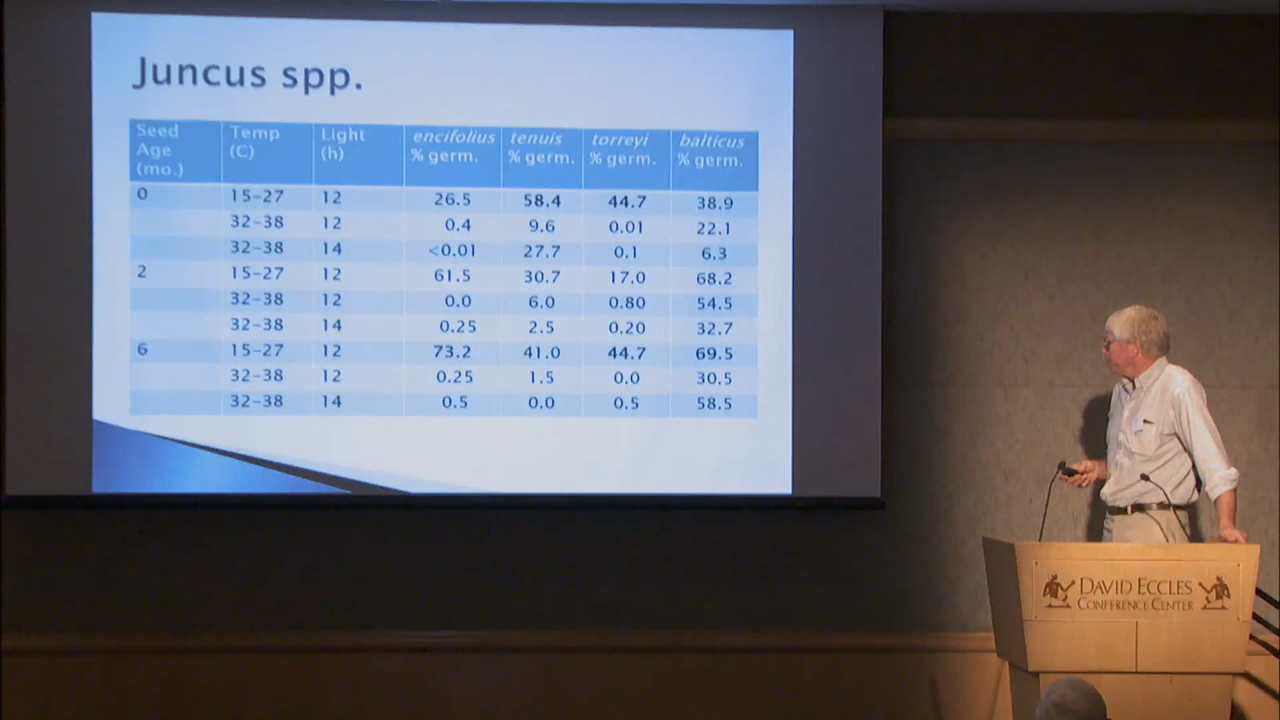 Juncus spp.
Seed Age (mo.) Temp (C) Light (h) encifolius % germ. tenuis % germ. torreyi % germ. balticus % germ.
0 15-27 12 26.5 58.4 44.7 38.9
32-38 12 0.4 9.6 0.01 22.1
32-38 14 <0.01 27.7 0.1 6.3
2 15-27 12 61.5 30.7 17.0 68.2
32-38 12 0.0 6.0 0.80 54.5
32-38 14 0.25 2.5 0.20 32.7
6 15-27 12 73.2 41.0 44.7 69.5
32-38 12 0.25 1.5 0.0 30.5
32-38 14 0.5 0.0 0.5 58.5
DAVID ECCLES
CONFERENCE CENTER